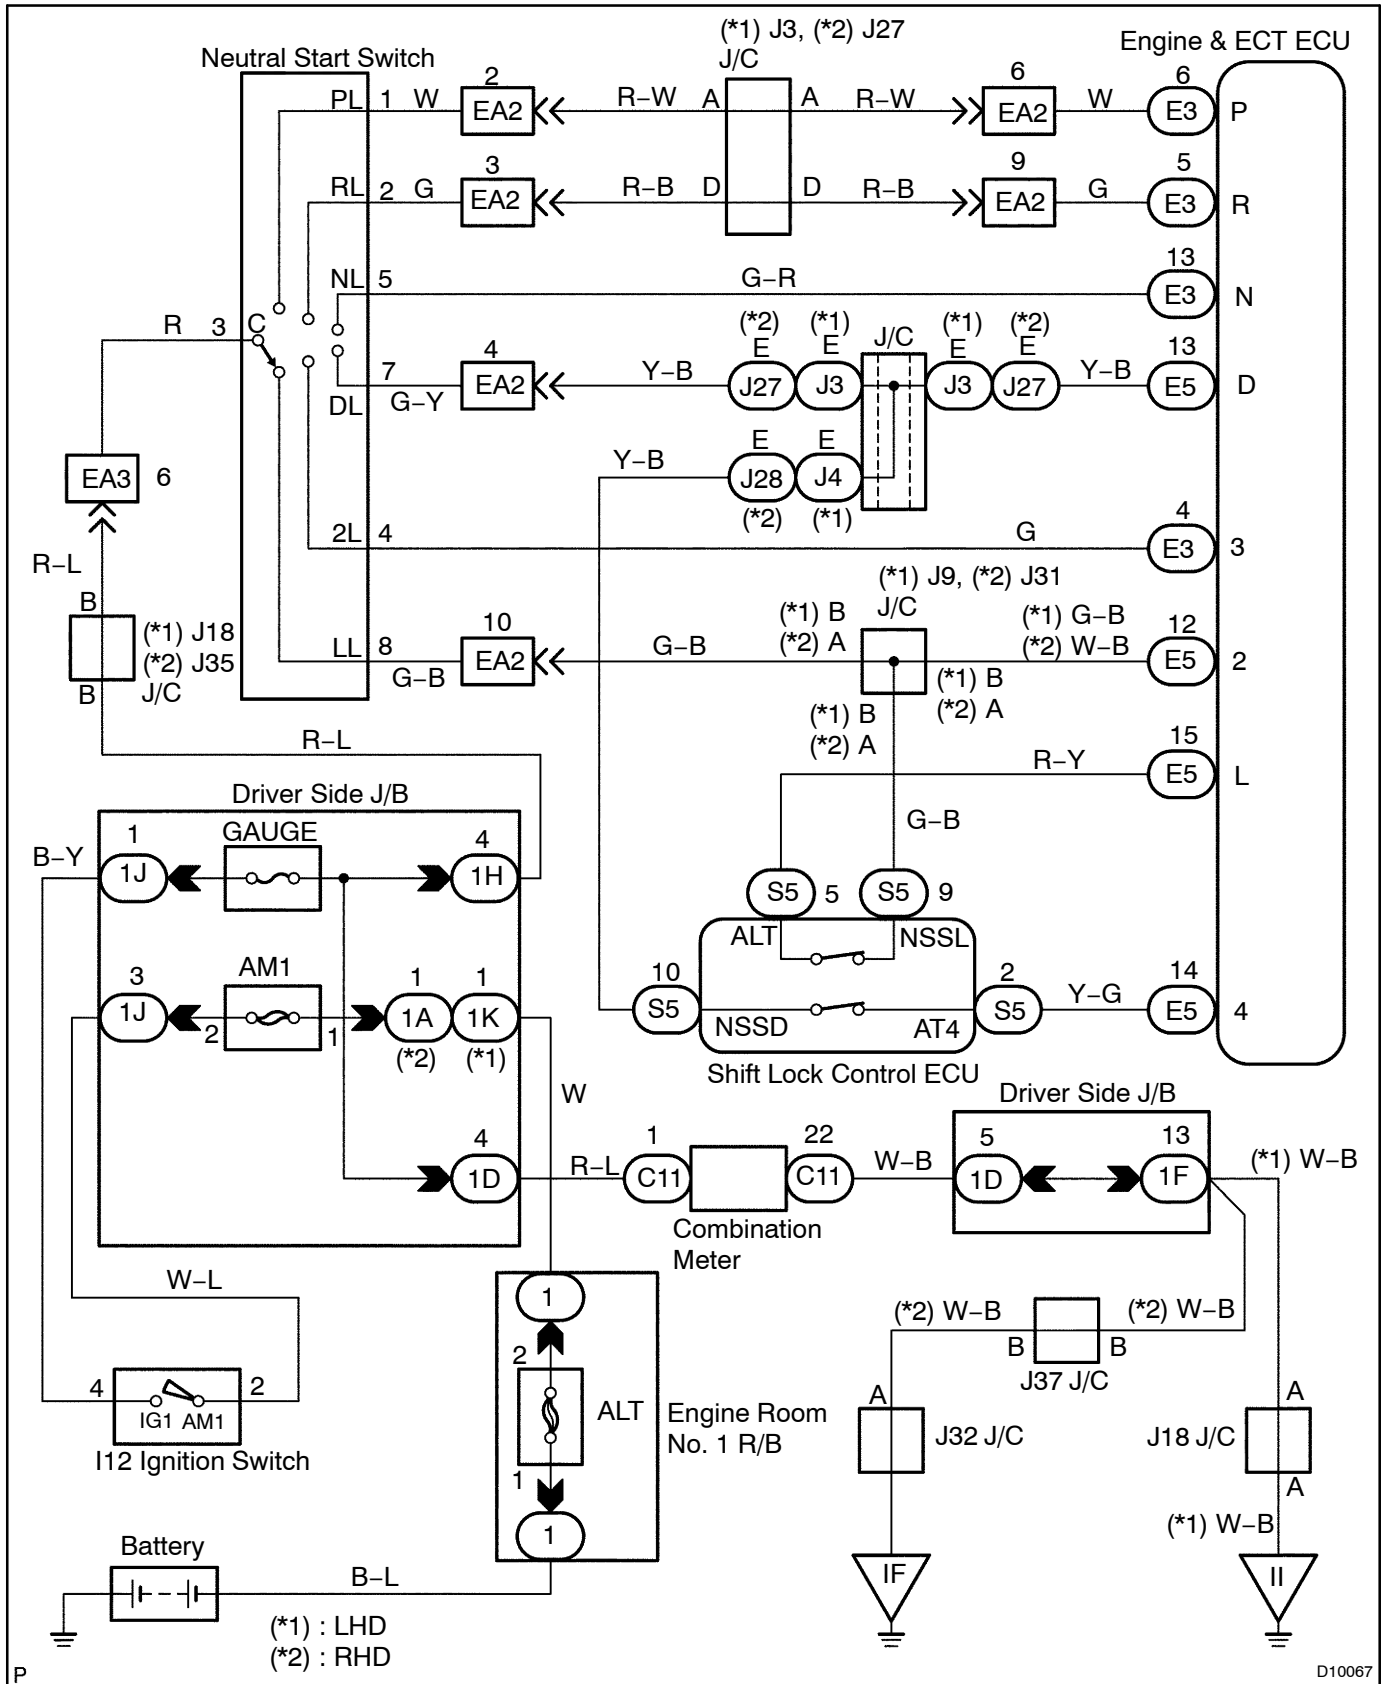 (*1) J3, (*2) J27
J/C
Engine & ECT ECU
Neutral Start Switch
PL 1 W 2 EA2 R-W A A R-W 6 EA2 W 6 E3 P
RL 2 G 3 EA2 R-B D D R-B 9 EA2 G 5 E3 R
NL 5 G-R 13 E3 N
R 3 C
(*2) (*1) J/C (*1) (*2)
E E E E
7 4 EA2 Y-B J27 J3 J3 J27 Y-B 13 E5 D
DL G-Y
E E
Y-B J28 J4
(*2) (*1)
EA3 6
2L 4 G 4 E3 3
R-L
(*1) J9, (*2) J31
J/C
B
(*1) J18
(*2) J35
J/C
B
(*1) B (*1) G-B
(*2) A (*2) W-B
LL 8 10 EA2 G-B 12 E5 2
G-B
(*1) B
(*2) A
(*1) B
(*2) A
R-L
R-Y 15 E5 L
G-B
Driver Side J/B
B-Y 1 1J GAUGE 4 1H
S5 5 S5 9
ALT NSSL
3 1J AM1 1 1
2 1 1A 1K
(*2) (*1)
10 S5 NSSD AT4 2 S5 Y-G 14 E5 4
Shift Lock Control ECU
W
Driver Side J/B
4 1D R-L 1 C11 22 C11 W-B 5 1D 13 1F (*1) W-B
Combination
Meter
W-L
1
(*2) W-B (*2) W-B
B B
J37 J/C
2
4 2
IG1 AM1
I12 Ignition Switch
ALT
Engine Room
No. 1 R/B
A J32 J/C
A J18 J/C
A
1
1
(*1) W-B
Battery
B-L
IF II
(*1) : LHD
(*2) : RHD
P
D10067